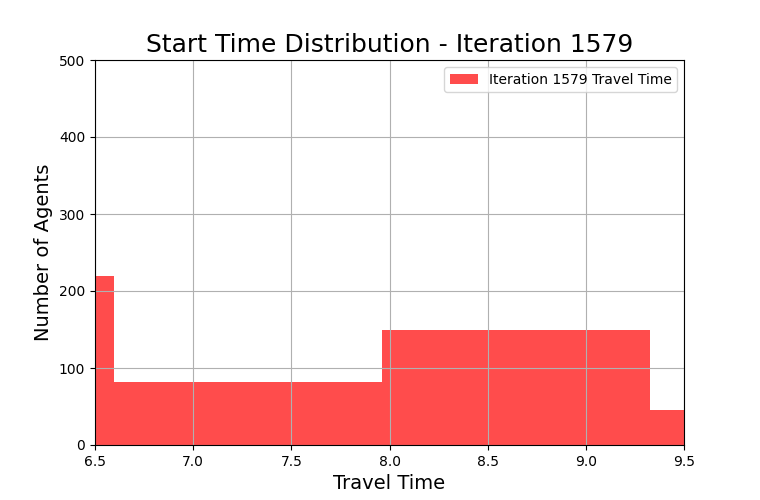 Start Time Distribution - Iteration 1579
500
Iteration 1579 Travel Time
400
300
200
100
0
Number of Agents
6.5 7.0 7.5 8.0 8.5 9.0 9.5
Travel Time